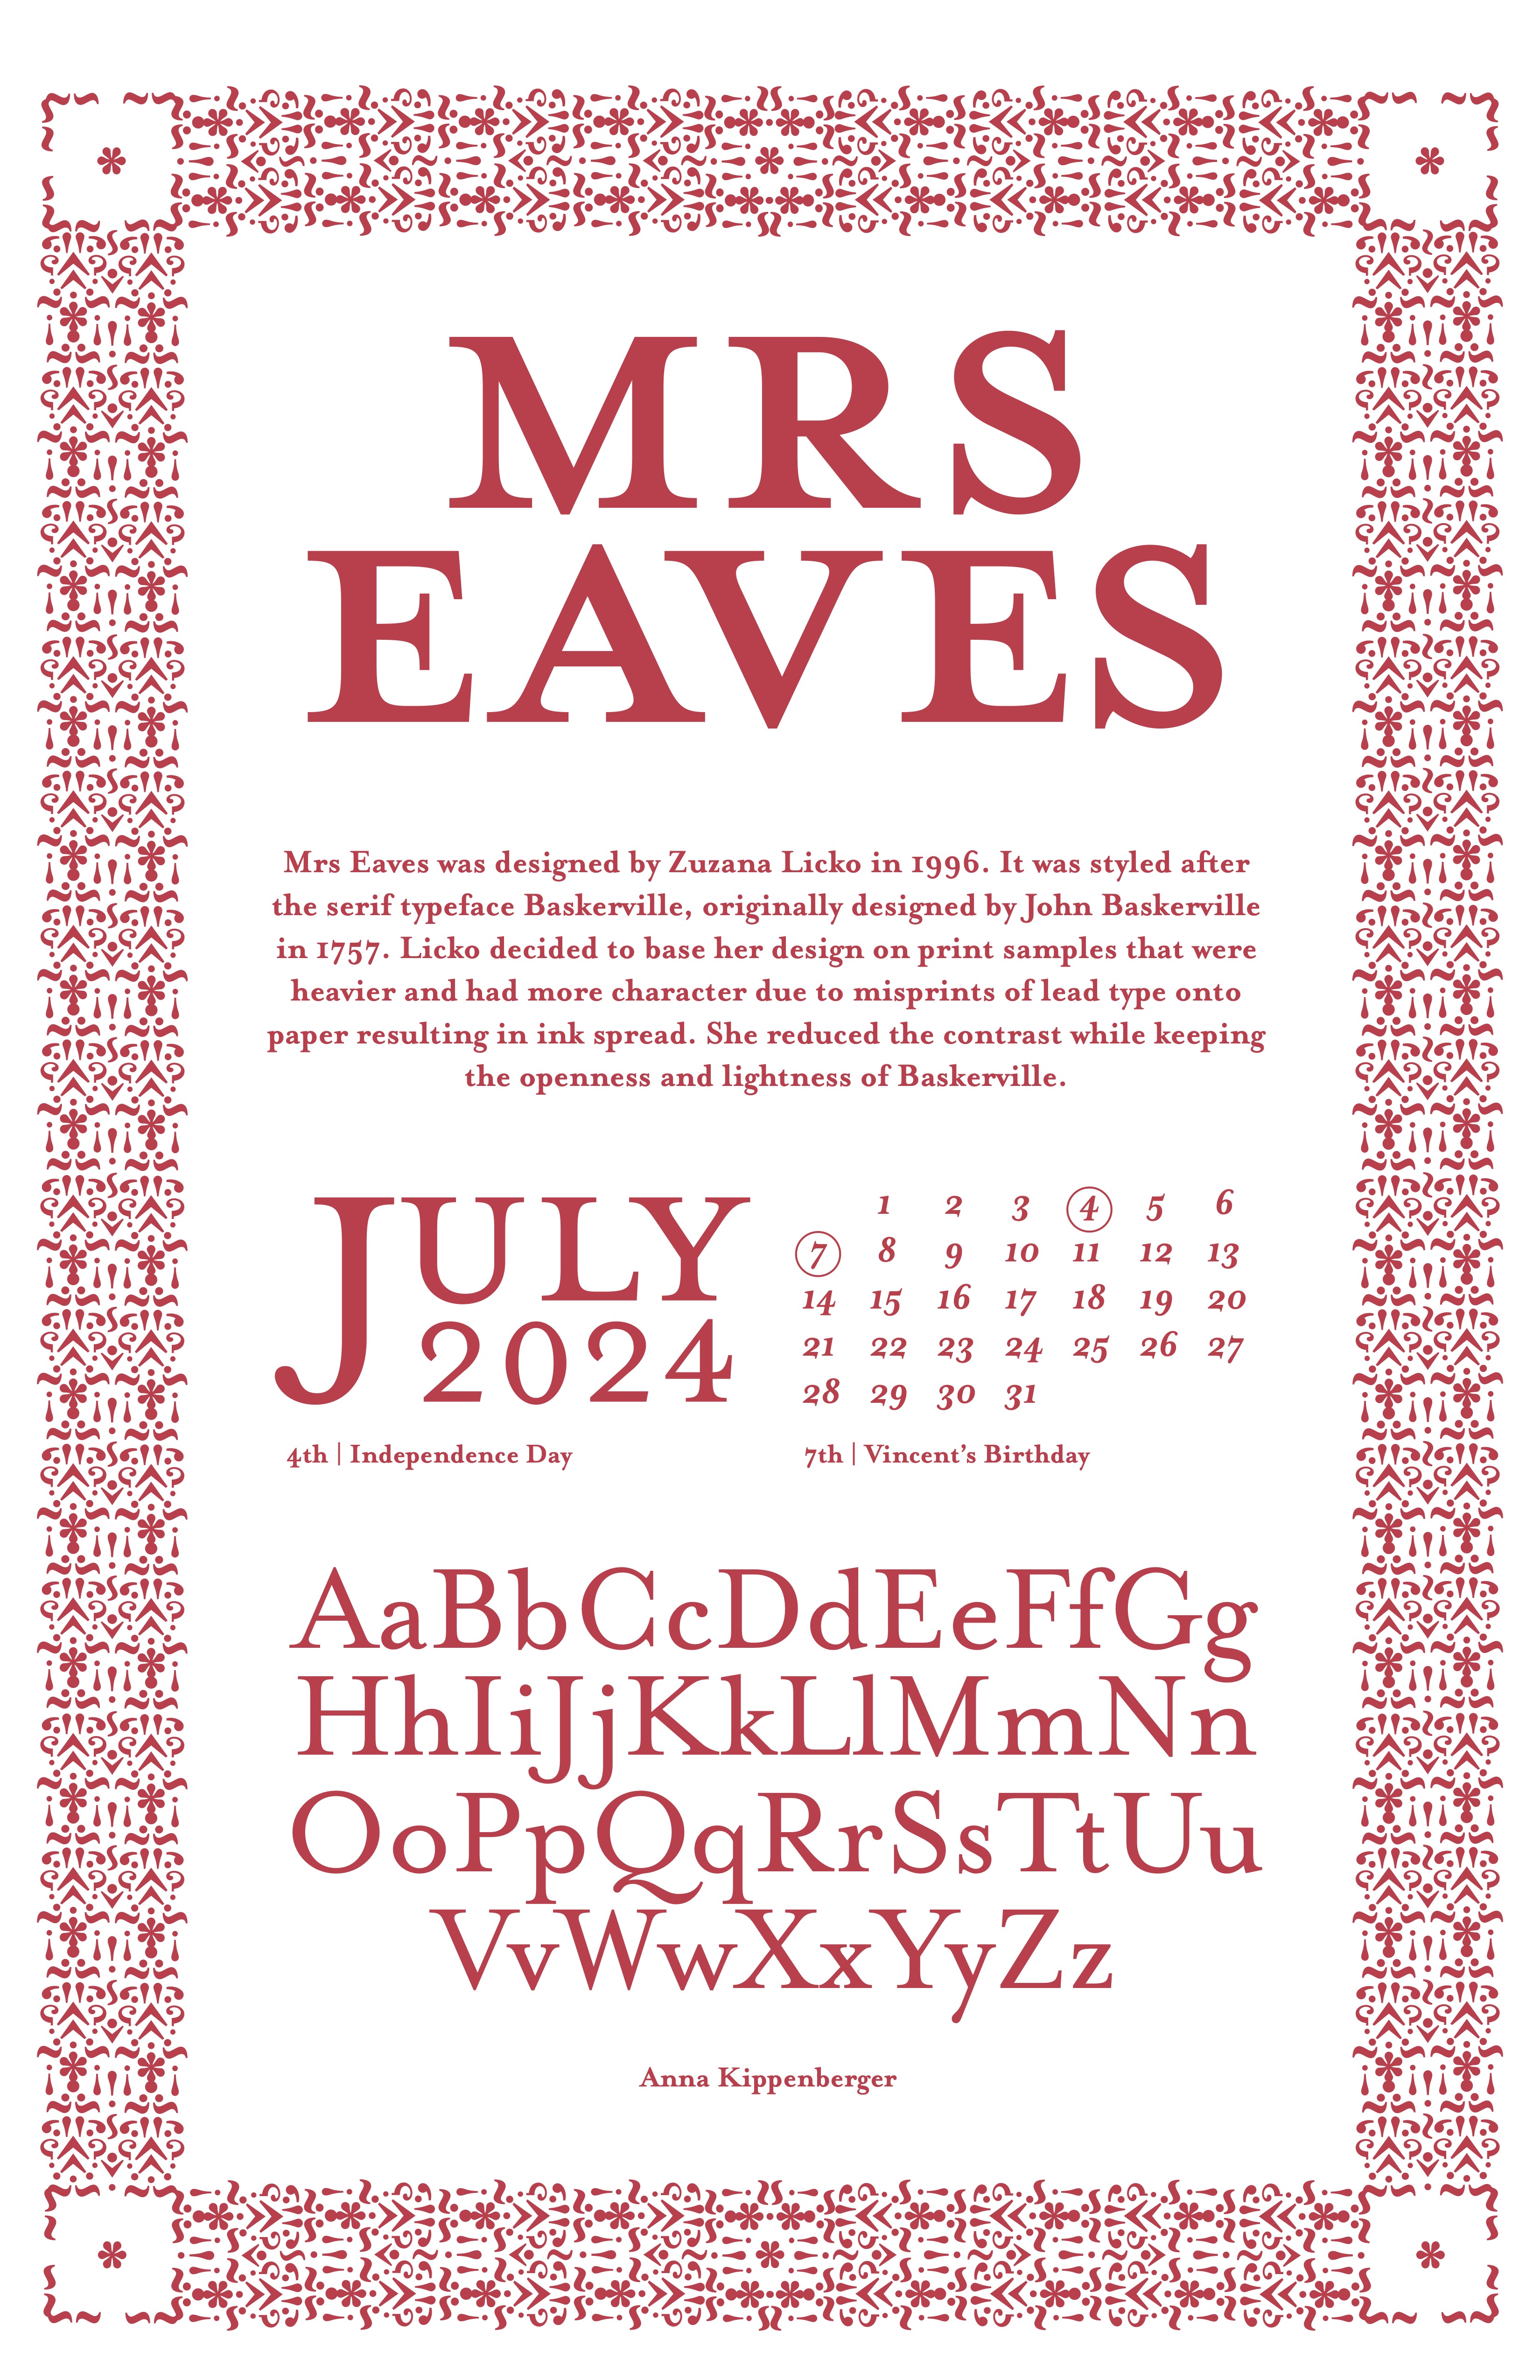 MRS
EAVES
Mrs Eaves was designed by Zuzana Licko in 1996. It was styled after
the serif typeface Baskerville, originally designed by John Baskerville
in 1757. Licko decided to base her design on print samples that were
heavier and had more character due to misprints of lead type onto
paper resulting in ink spread. She reduced the contrast while keeping
the openness and lightness of Baskerville.
JULY
2024
1 2 3 4 5 6
7 8 9 10 11 12 13
14 15 16 17 18 19 20
21 22 23 24 25 26 27
28 29 30 31
4th | Independence Day
7th | Vincent’s Birthday
AaBbCcDdEeFfGg
HhIiJjKkLlMmNn
OoPpQqRrSsTtUu
VvWwXxYyZz
Anna Kippenberger